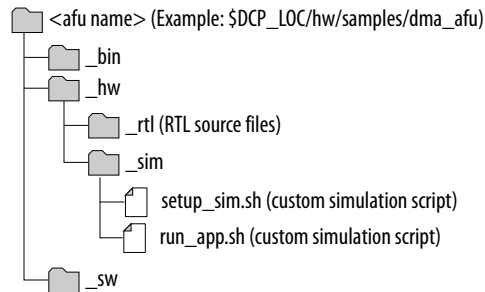 <afu name> (Example: $DCP_LOC/hw/samples/dma_afu)
_bin
_hw
_rtl (RTL source files)
_sim
setup_sim.sh (custom simulation script)
run_app.sh (custom simulation script)
_sw